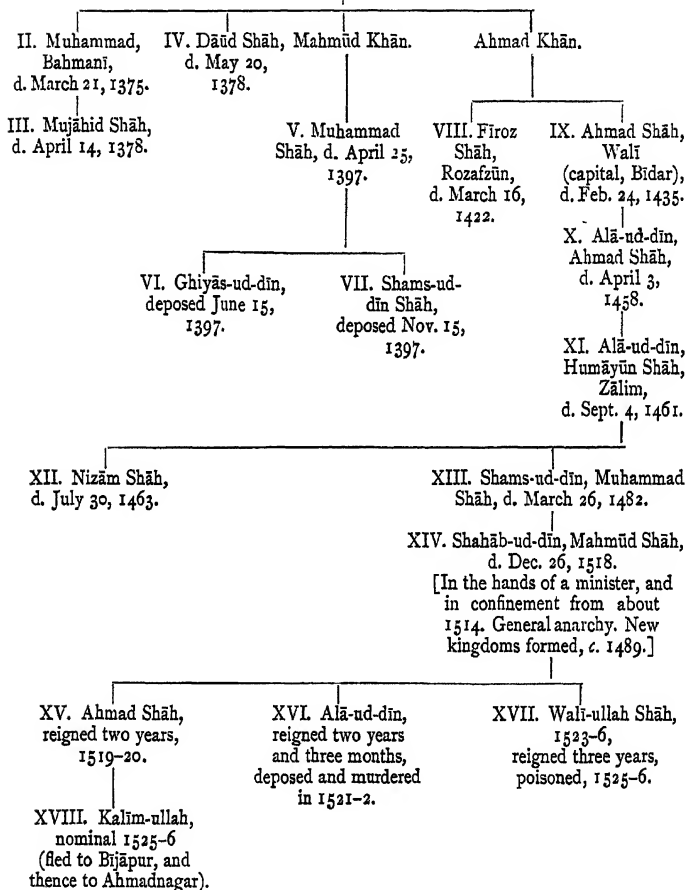 II. Muhammad,
Bahmanī,
d. March 21, 1375.
III. Mujāhid Shāh,
d. April 14, 1378.
IV. Dāūd Shāh,
d. May 20,
1378.
Mahmūd Khān.
Ahmad Khān.
V. Muhammad
Shāh, d. April 25,
1397.
VIII. Fīroz
Shāh,
Rozafzūn,
d. March 16,
1422.
IX. Ahmad Shāh,
Walī
(capital, Bīdar),
d. Feb. 24, 1435.
X. Alā-ud-dīn,
Ahmad Shāh,
d. April 3,
1458.
VI. Ghiyās-ud-dīn,
deposed June 15,
1397.
VII. Shams-ud-
dīn Shāh,
deposed Nov. 15,
1397.
XI. Alā-ud-dīn,
Humāyūn Shāh,
Zālim,
d. Sept. 4, 1461.
XII. Nizām Shāh,
d. July 30, 1463.
XIII. Shams-ud-dīn, Muhammad
Shāh, d. March 26, 1482.
XIV. Shahāb-ud-dīn, Mahmūd Shāh,
d. Dec. 26, 1518.
[In the hands of a minister, and
in confinement from about
1514. General anarchy. New
kingdoms formed, c. 1489.]
XV. Ahmad Shāh,
reigned two years,
1519-20.
XVI. Alā-ud-dīn,
reigned two years
and three months,
deposed and murdered
in 1521-2.
XVII. Walī-ullah Shāh,
1523-6,
reigned three years,
poisoned, 1525-6.
XVIII. Kalīm-ullah,
nominal 1525-6
(fled to Bījāpur, and
thence to Ahmadnagar).